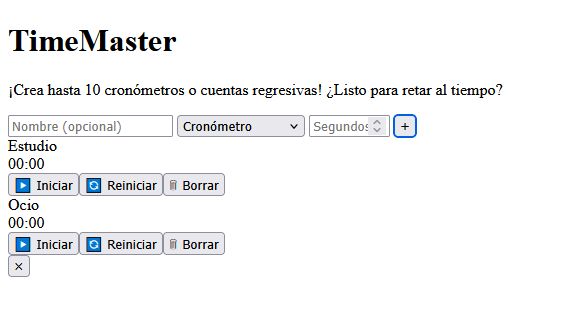 TimeMaster
¡Crea hasta 10 cronómetros o cuentas regresivas! ¿Listo para retar al tiempo?
Nombre (opcional) Cronómetro Segundos +
Estudio
00:00
▶️ Iniciar 🔄 Reiniciar 🗑 Borrar
Ocio
00:00
▶️ Iniciar 🔄 Reiniciar 🗑 Borrar
×